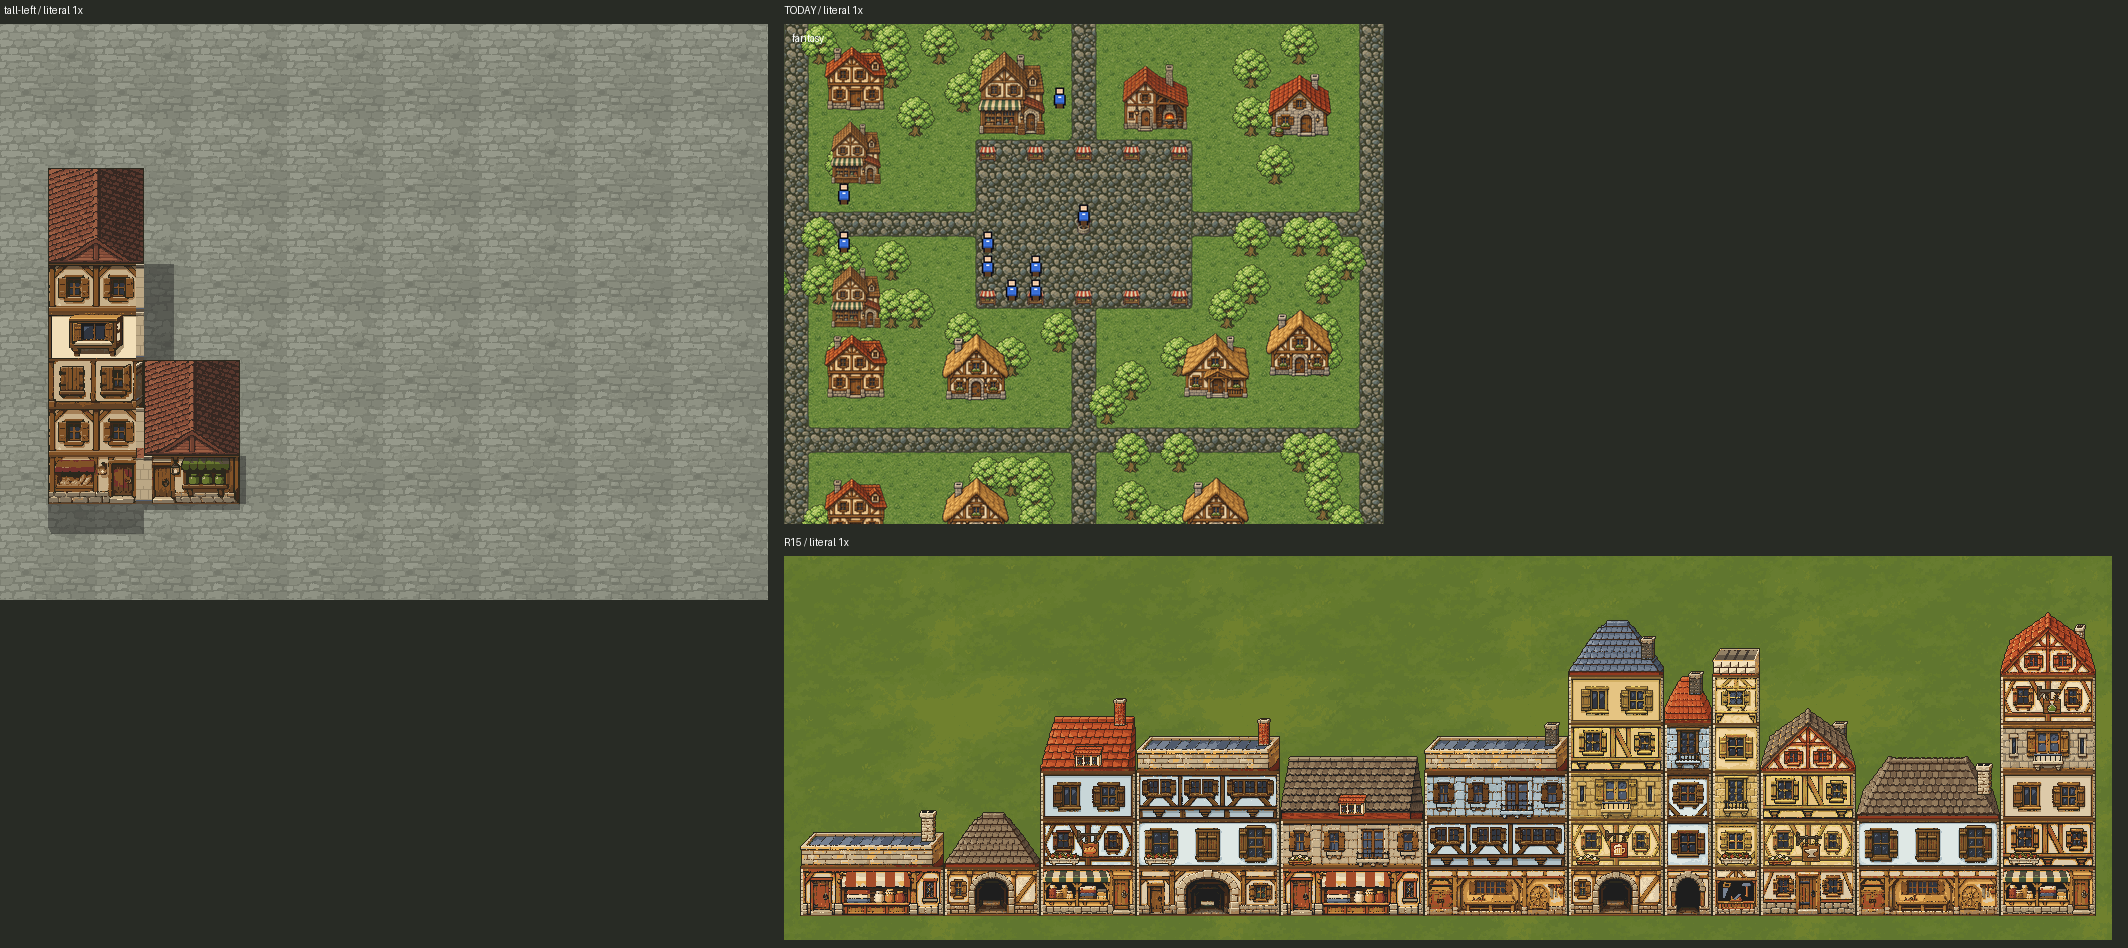 tall-left / literal 1x
TODAY / literal 1x
fantasy
R15 / literal 1x